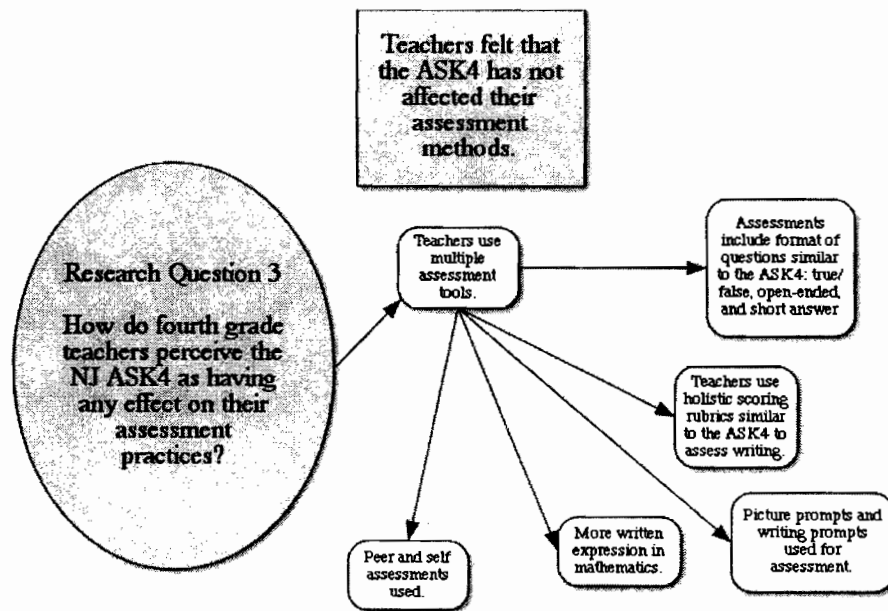 Teachers felt that
the ASK4 has not
affected their
assessment
methods.
Research Question 3
How do fourth grade
teachers perceive the
NJ ASK4 as having
any effect on their
assessment
practices?
Teachers use
multiple
assessment
tools.
Assessments
include format of
questions similar
to the ASK4: true/
false, open-ended,
and short answer
Teachers use
holistic scoring
rubrics similar
to the ASK4 to
assess writing.
Picture prompts and
writing prompts
used for
assessment.
More written
expression in
mathematics.
Peer and self
assessments
used.